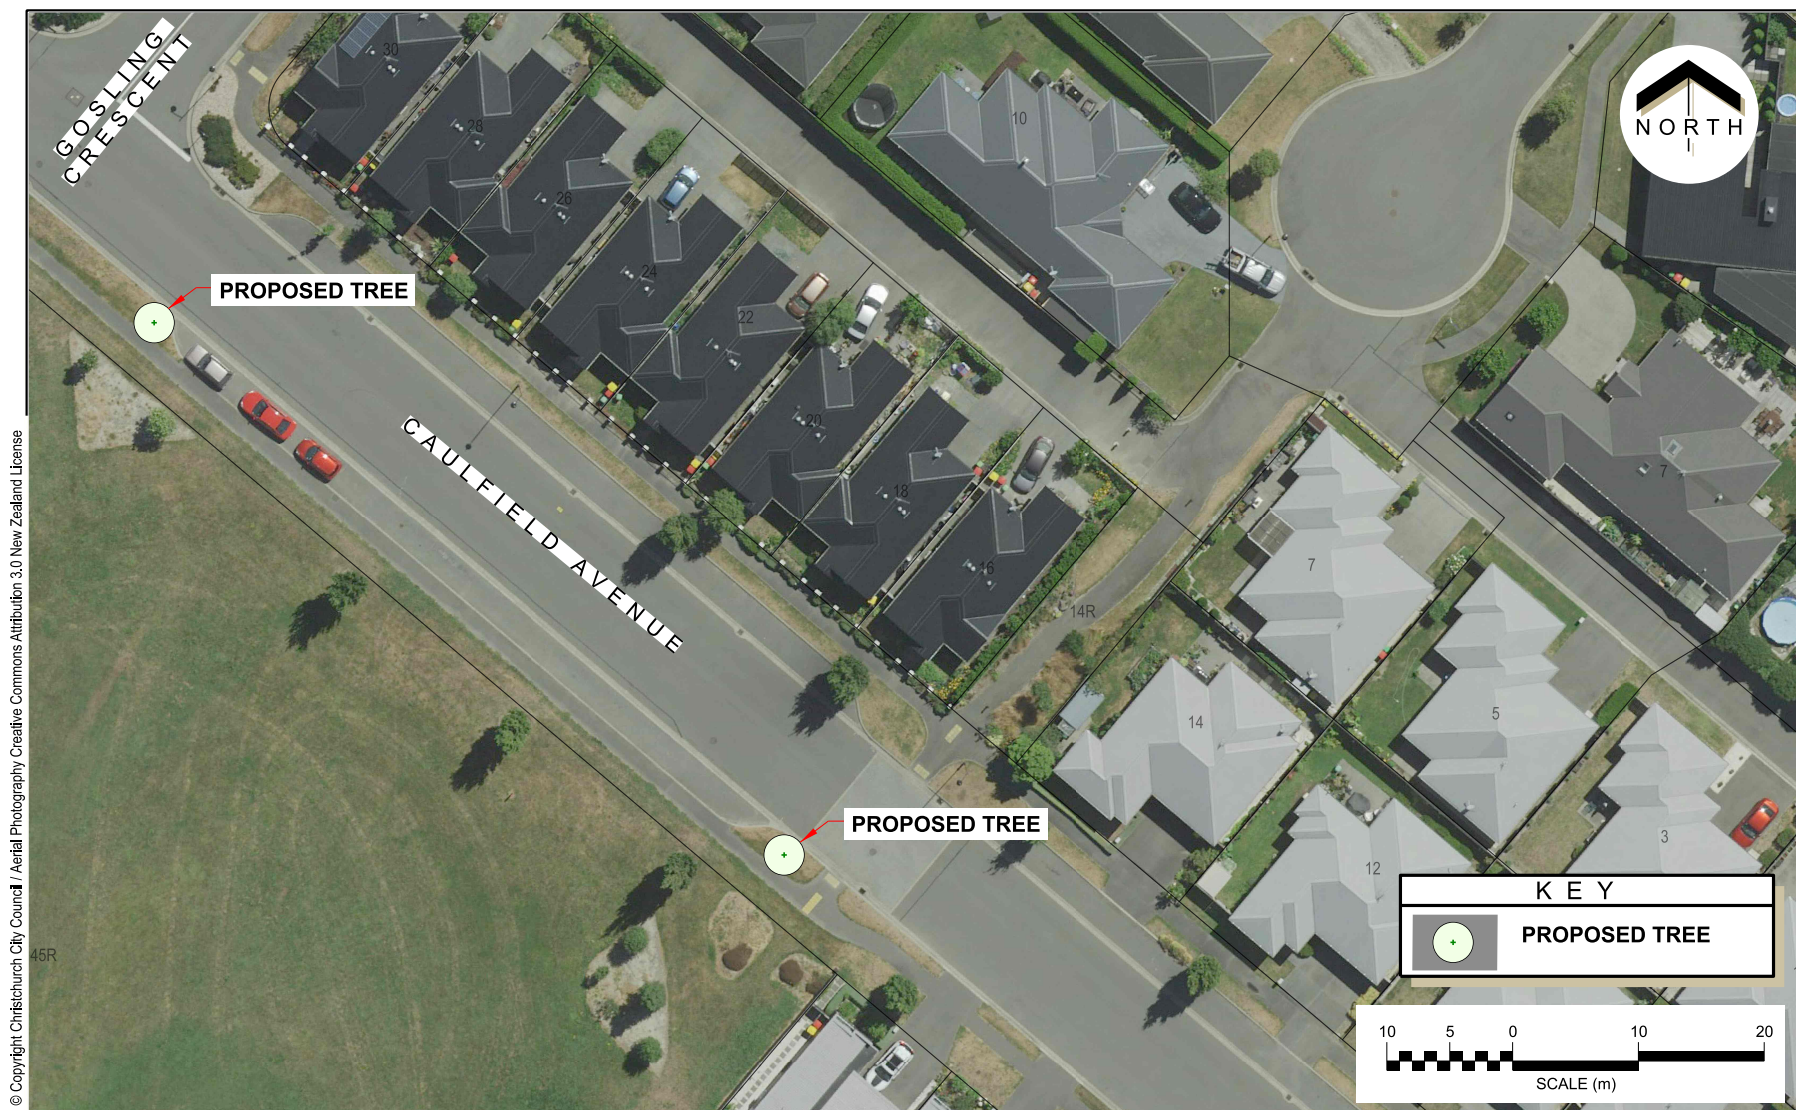 GOSLING
CRESCENT
30
28
26
24
22
20
18
16
10
NORTH
PROPOSED TREE
CAULFIELD AVENUE
7
7
14R
14
5
12
3
PROPOSED TREE
45R
KEY
PROPOSED TREE
10 5 0 10 20
SCALE (m)
© Copyright Christchurch City Council / Aerial Photography Creative Commons Attribution 3.0 New Zealand License